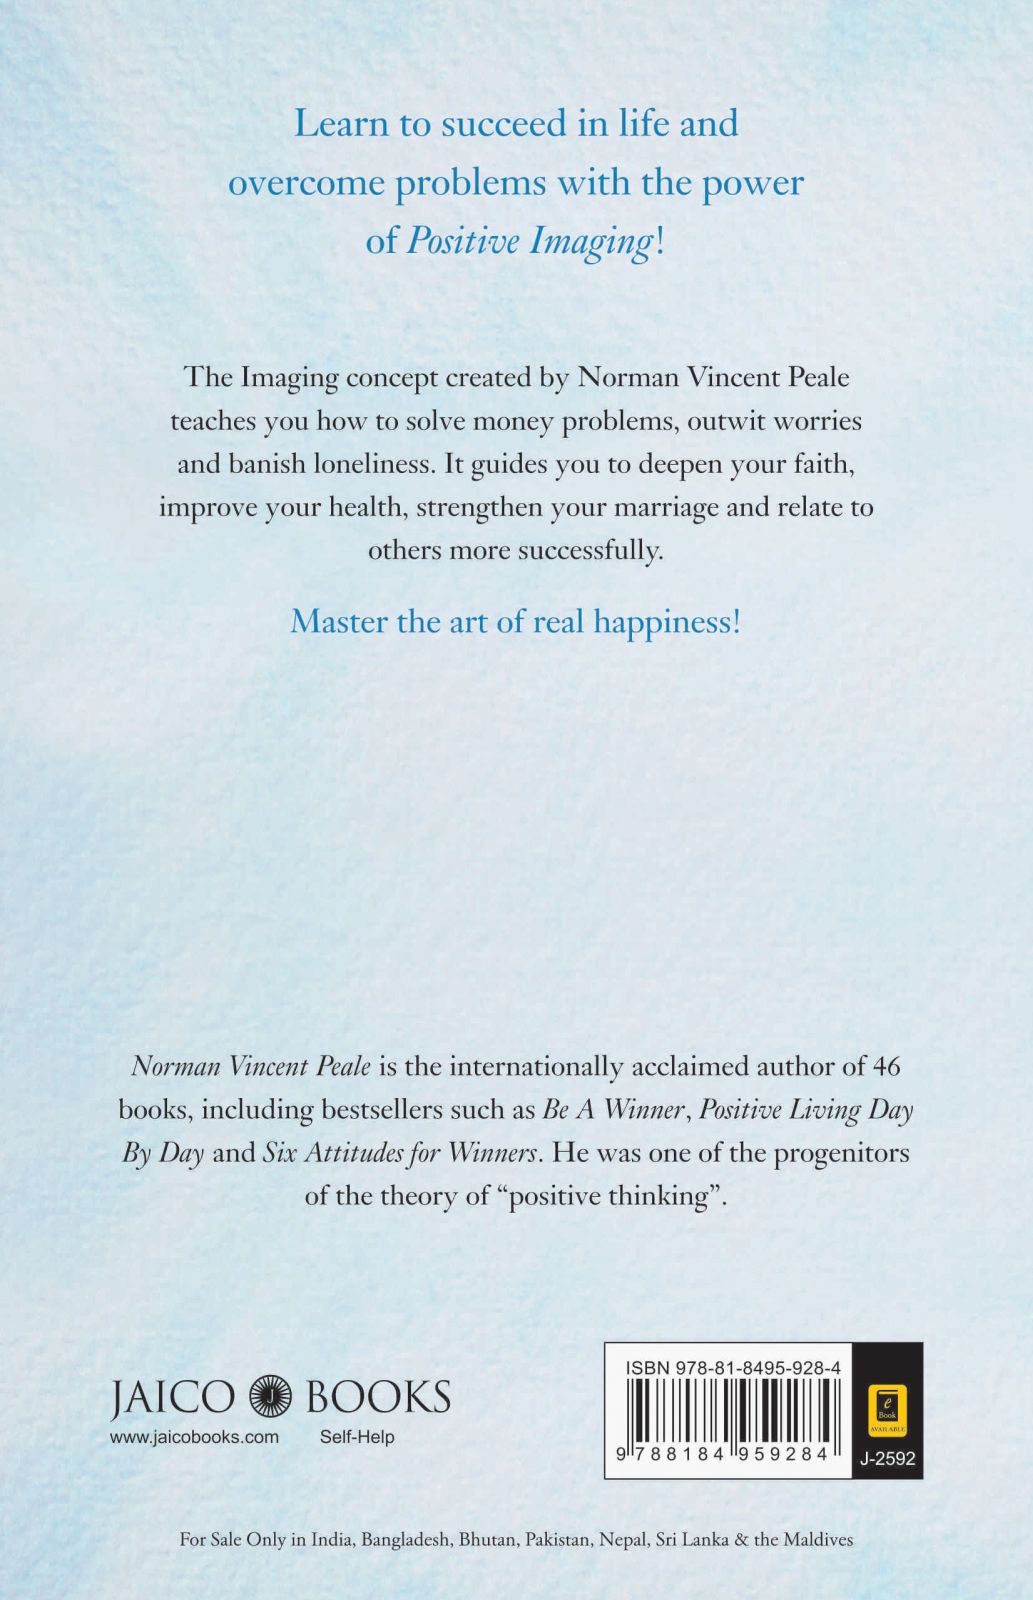 Learn to succeed in life and
overcome problems with the power
of Positive Imaging!
The Imaging concept created by Norman Vincent Peale
teaches you how to solve money problems, outwit worries
and banish loneliness. It guides you to deepen your faith,
improve your health, strengthen your marriage and relate to
others more successfully.
Master the art of real happiness!
Norman Vincent Peale is the internationally acclaimed author of 46
books, including bestsellers such as Be A Winner, Positive Living Day
By Day and Six Attitudes for Winners. He was one of the progenitors
of the theory of “positive thinking”.
JAICO J BOOKS
www.jaicobooks.com Self-Help
ISBN 978-81-8495-928-4
9 788184 959284
e
Book
AVAILABLE
J-2592
For Sale Only in India, Bangladesh, Bhutan, Pakistan, Nepal, Sri Lanka & the Maldives